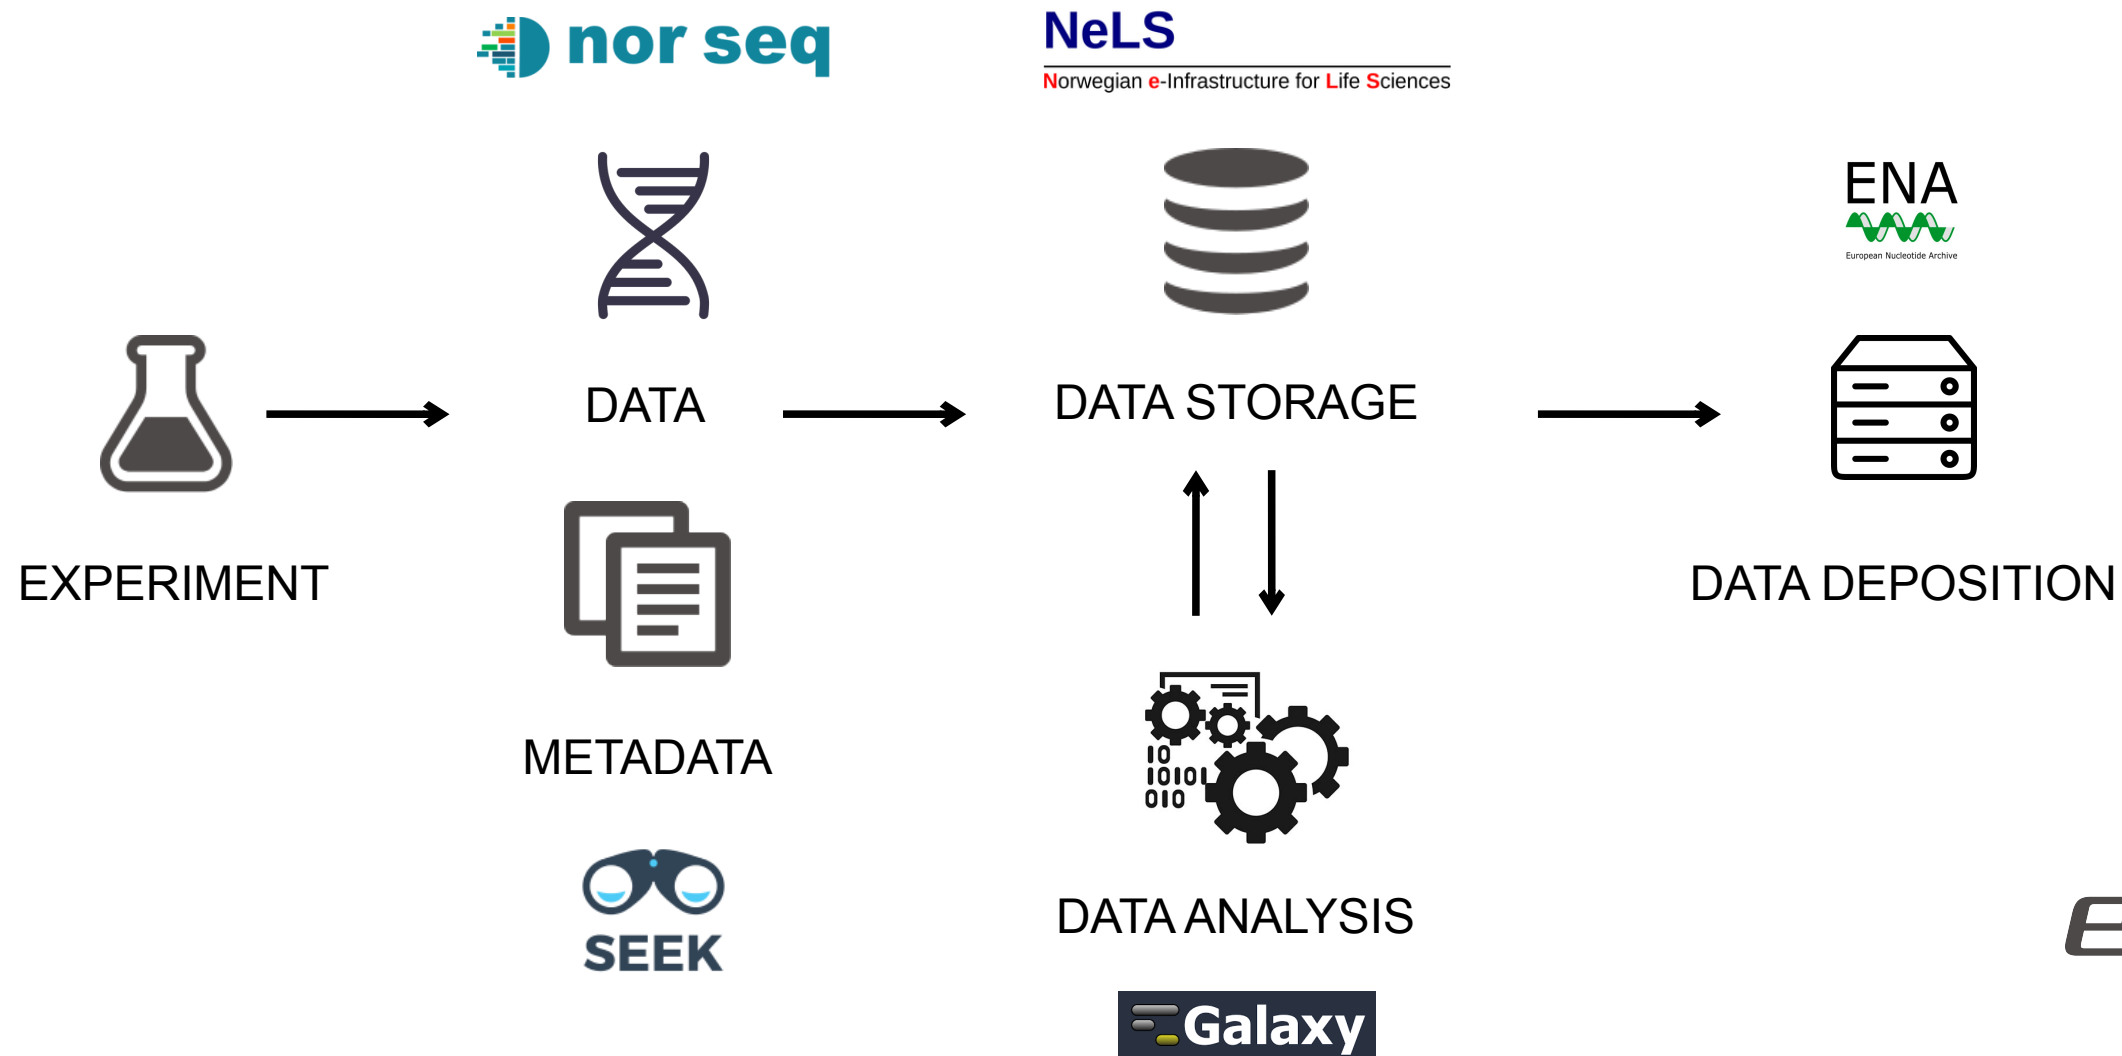 nor seq
NeLS
Norwegian e-Infrastructure for Life Sciences
ENA
European Nucleotide Archive
EXPERIMENT
DATA
DATA STORAGE
DATA DEPOSITION
METADATA
10
10101
010
SEEK
DATA ANALYSIS
Galaxy